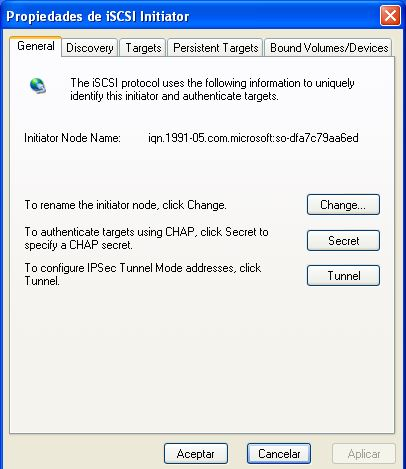 Propiedades de iSCSI Initiator
General Discovery Targets Persistent Targets Bound Volumes/Devices
The iSCSI protocol uses the following information to uniquely
identify this initiator and authenticate targets.
Initiator Node Name: iqn.1991-05.com.microsoft:so-dfa7c79aa6ed
To rename the initiator node, click Change. Change...
To authenticate targets using CHAP, click Secret to
specify a CHAP secret. Secret
To configure IPSec Tunnel Mode addresses, click
Tunnel. Tunnel
Aceptar Cancelar Aplicar